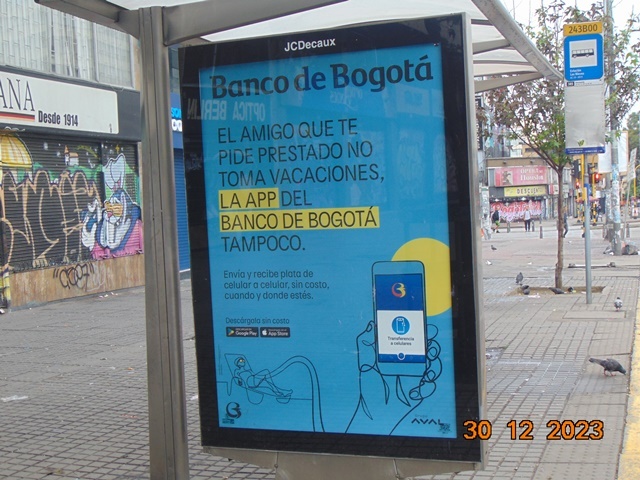 JCDecaux
Banco de Bogotá
EL AMIGO QUE TE
PIDE PRESTADO NO
TOMA VACACIONES,
LA APP DEL
BANCO DE BOGOTÁ
TAMPOCO.
Envía y recibe plata de
celular a celular, sin costo,
cuando y donde estés.
Descárgala sin costo
Google Play
App Store
Transferencia
a celulares
AVAL
ANA
Desde 1914
OPTICA BERLIN
243B00
30 12 2023